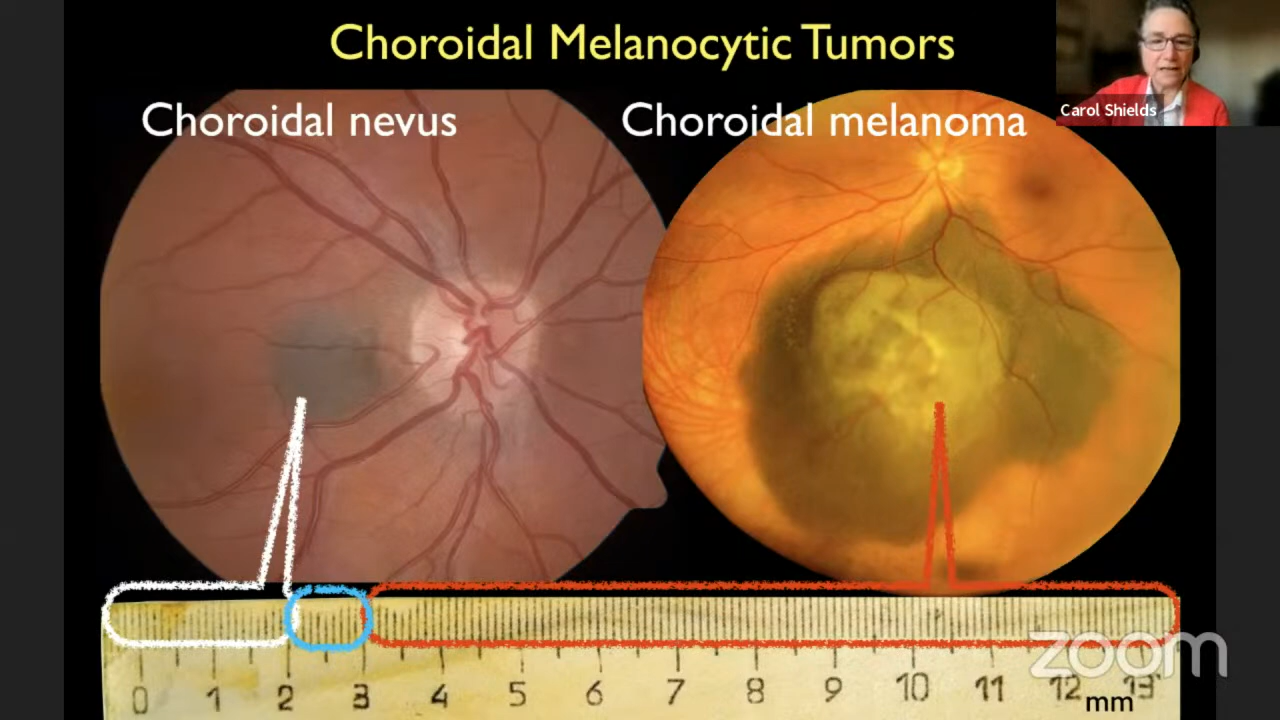 Choroidal Melanocytic Tumors
Carol Shields
Choroidal nevus
Choroidal melanoma
zoom
0 1 2 3 4 5 6 7 8 9 10 11 12 13
mm